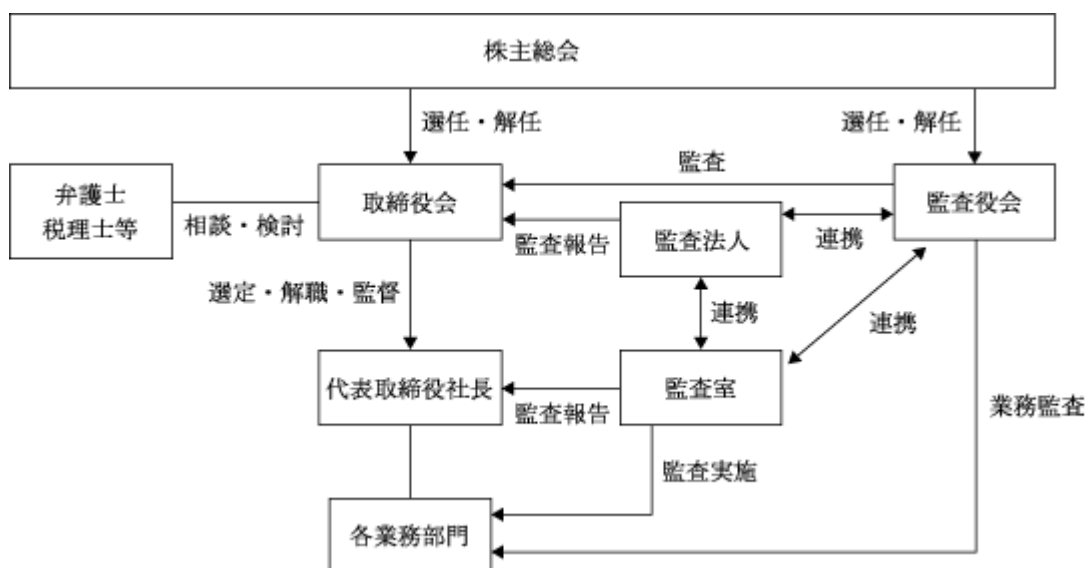 株主総会
選任・解任
選任・解任
弁護士
税理士等
相談・検討
取締役会
監査
監査役会
監査報告
監査法人
連携
選定・解職・監督
連携
連携
代表取締役社長
監査報告
監査室
業務監査
監査実施
各業務部門